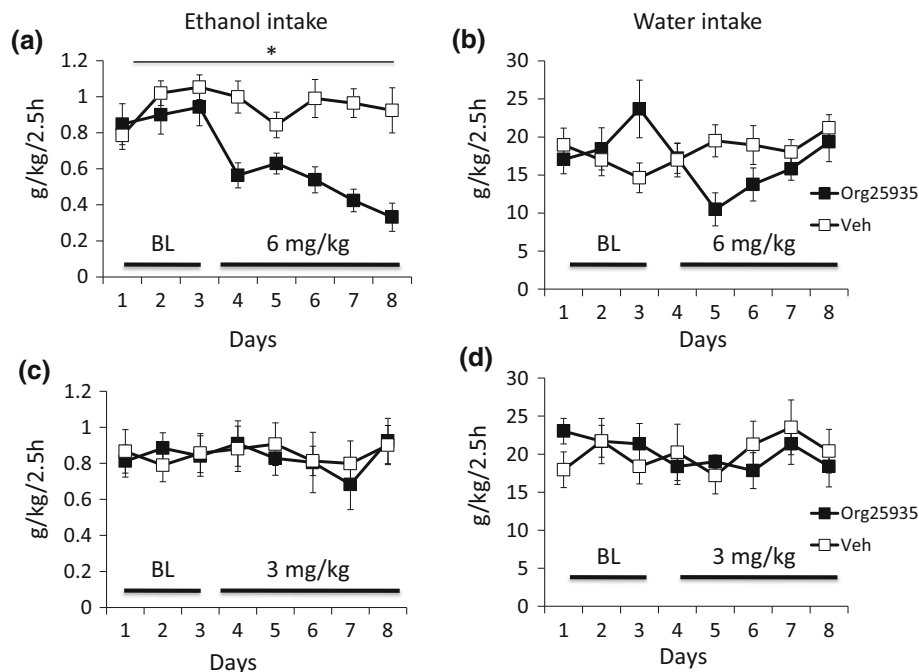 Ethanol intake
Water intake
(a)
(b)
*
1.2
1
0.8
0.6
0.4
0.2
0
g/kg/2.5h
BL
6 mg/kg
1 2 3 4 5 6 7 8
Days
30
25
20
15
10
5
0
g/kg/2.5h
BL
6 mg/kg
1 2 3 4 5 6 7 8
Days
Org25935
Veh
(c)
(d)
1.2
1
0.8
0.6
0.4
0.2
0
g/kg/2.5h
BL
3 mg/kg
1 2 3 4 5 6 7 8
Days
30
25
20
15
10
5
0
g/kg/2.5h
BL
3 mg/kg
1 2 3 4 5 6 7 8
Days
Org25935
Veh